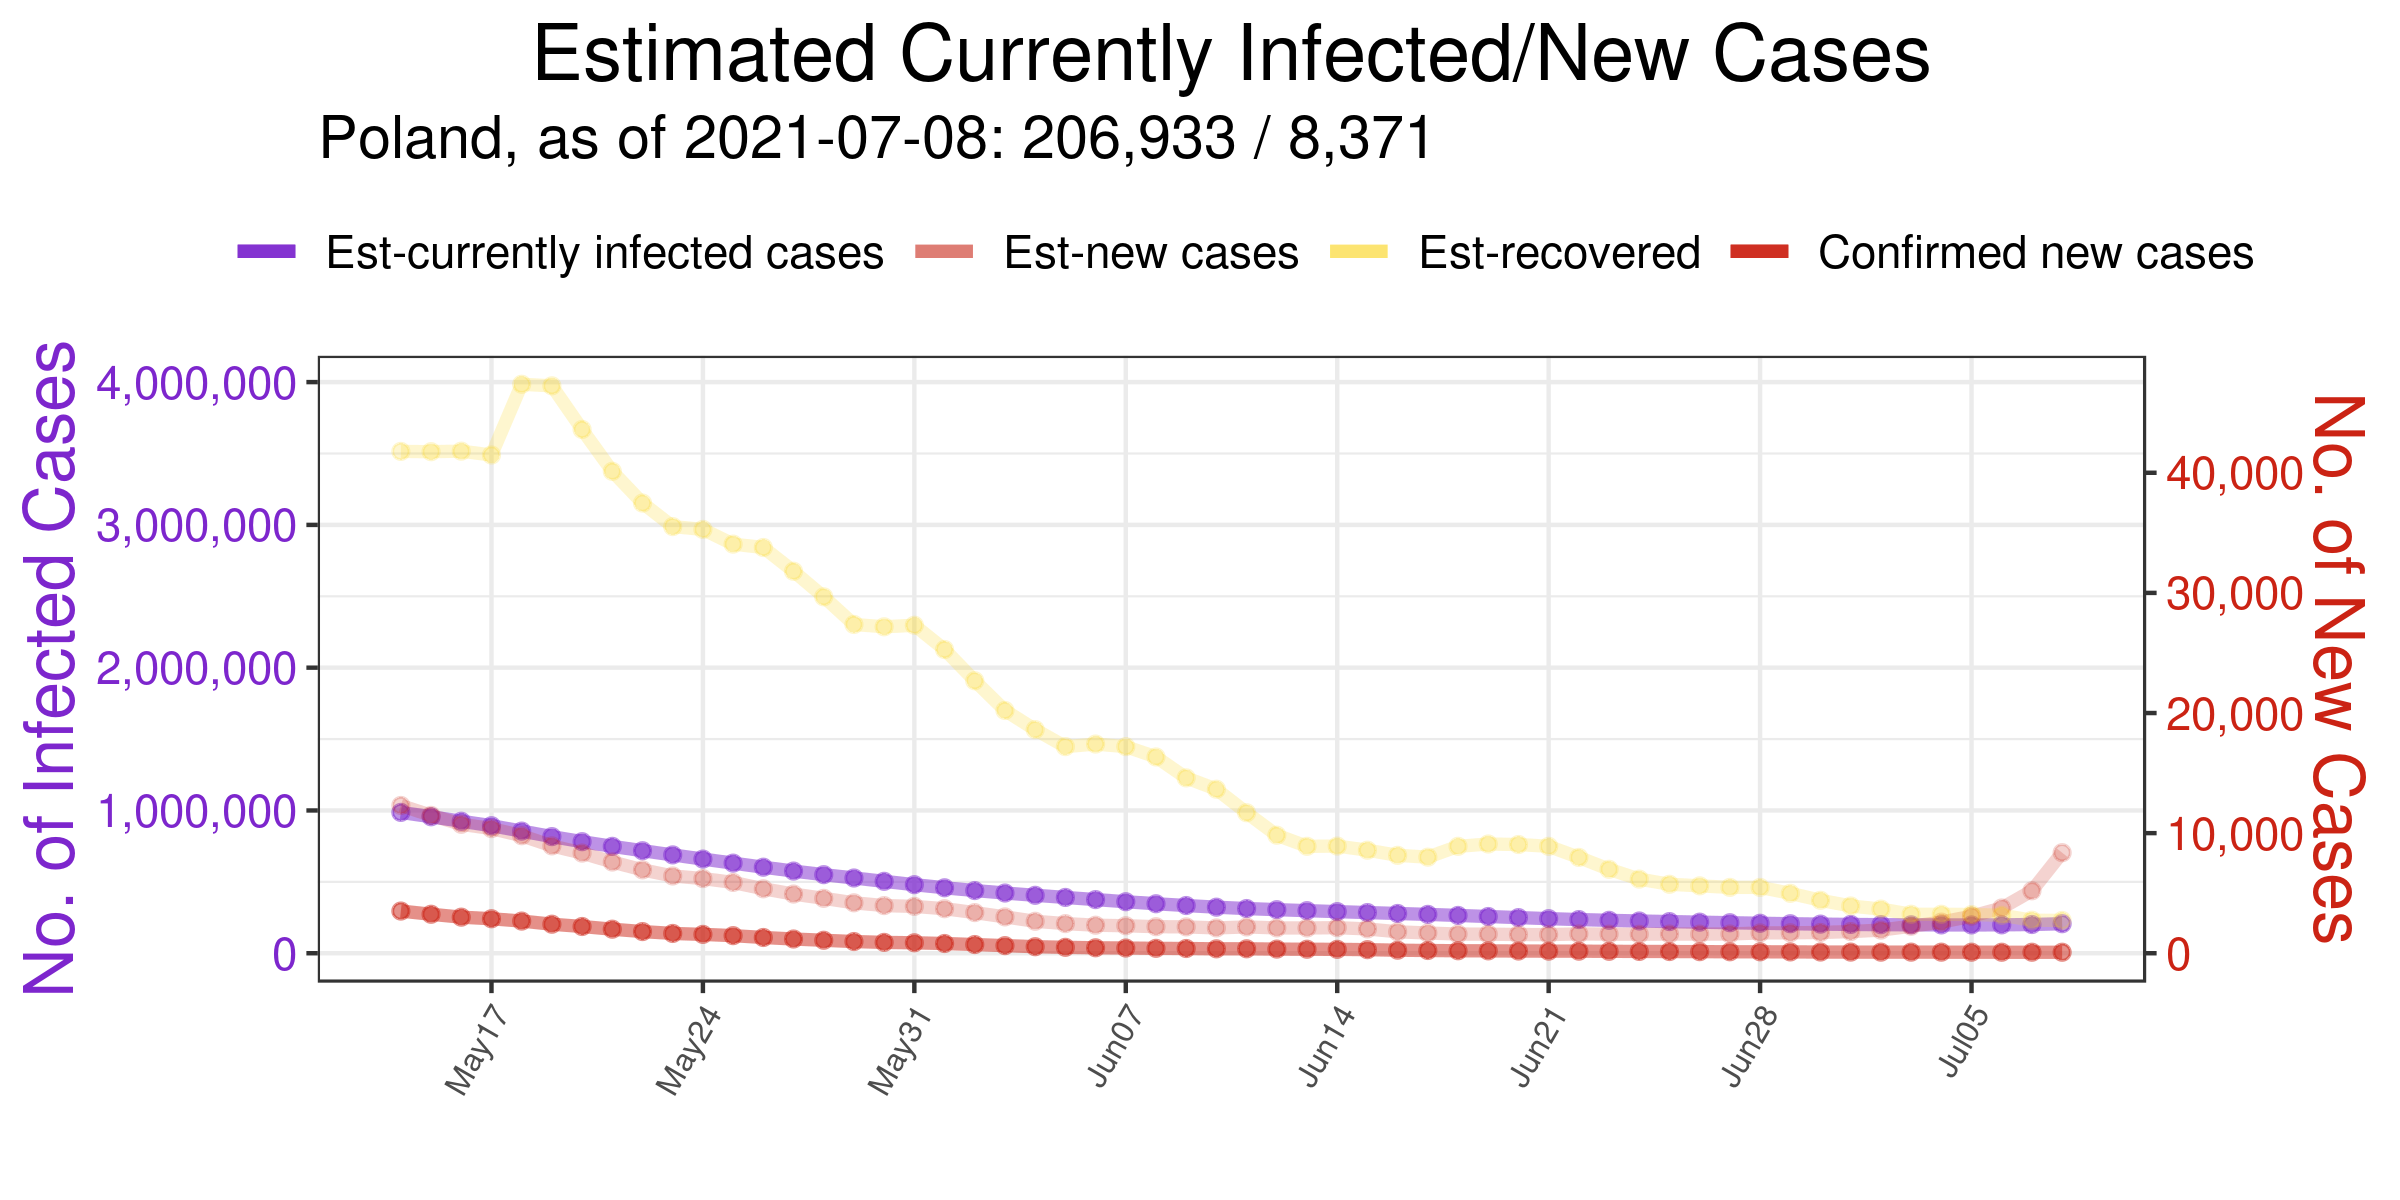 Estimated Currently Infected/New Cases
Poland, as of 2021-07-08: 206,933 / 8,371
Est-currently infected cases Est-new cases Est-recovered Confirmed new cases
No. of Infected Cases
4,000,000
3,000,000
2,000,000
1,000,000
0
No. of New Cases
40,000
30,000
20,000
10,000
0
May17 May24 May31 Jun07 Jun14 Jun21 Jun28 Jul05